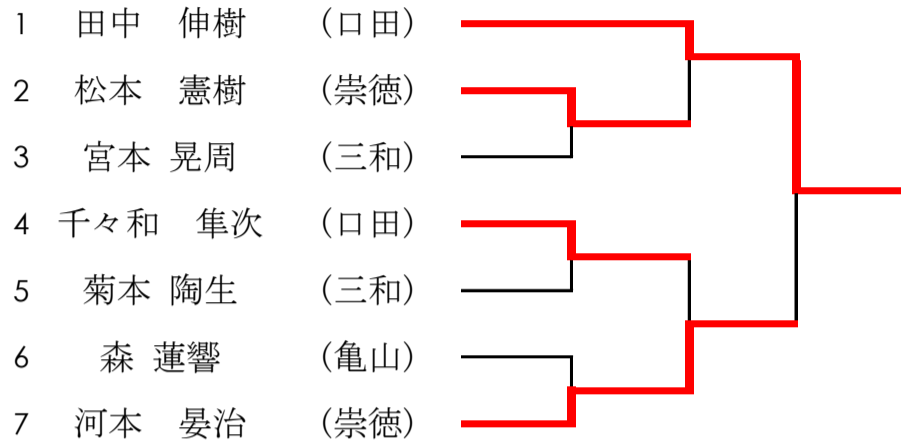 1 田中 伸樹 (口田)
2 松本 憲樹 (崇徳)
3 宮本 晃周 (三和)
4 千々和 隼次 (口田)
5 菊本 陶生 (三和)
6 森 蓮響 (亀山)
7 河本 晏治 (崇徳)